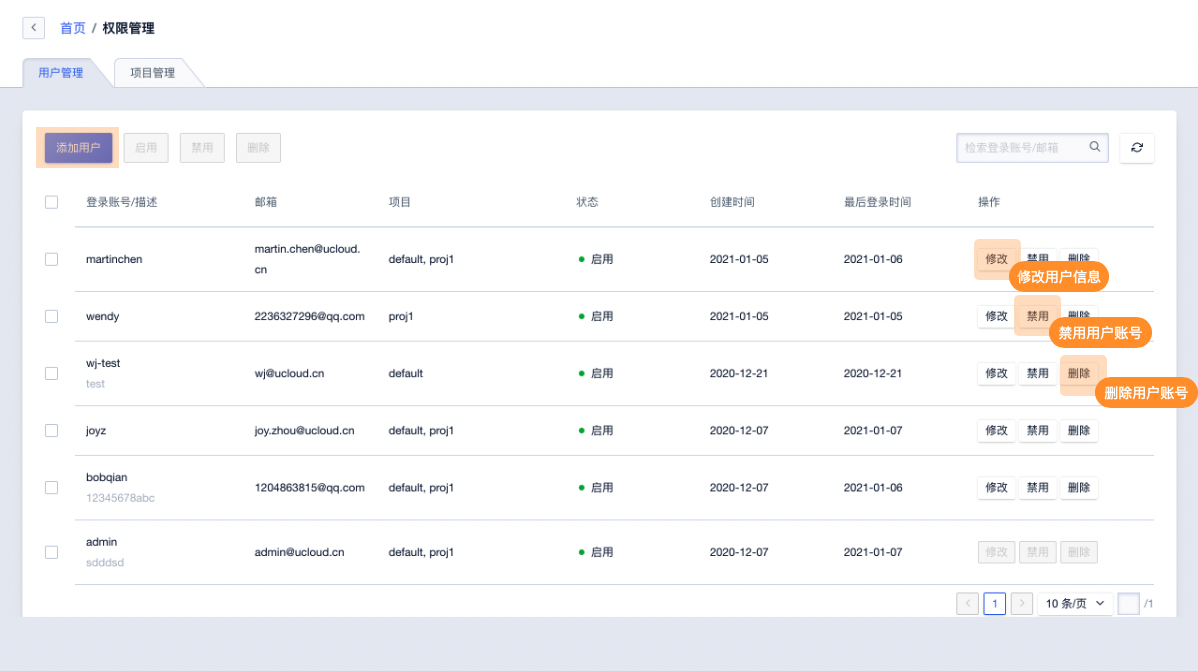 首页 / 权限管理
用户管理 项目管理
添加用户 启用 禁用 删除 检索登录账号/邮箱
登录账号/描述 邮箱 项目 状态 创建时间 最后登录时间 操作
martinchen martin.chen@ucloud.cn default, proj1 启用 2021-01-05 2021-01-06 修改 禁用 删除
修改用户信息
wendy 2236327296@qq.com proj1 启用 2021-01-05 2021-01-05 修改 禁用 删除
禁用用户账号
wj-test
test
wj@ucloud.cn default 启用 2020-12-21 2020-12-21 修改 禁用 删除
删除用户账号
joyz joy.zhou@ucloud.cn default, proj1 启用 2020-12-07 2021-01-07 修改 禁用 删除
bobqian
12345678abc
1204863815@qq.com default, proj1 启用 2020-12-07 2021-01-06 修改 禁用 删除
admin
sdddsd
admin@ucloud.cn default, proj1 启用 2020-12-07 2021-01-07 修改 禁用 删除
1 10 条/页 /1